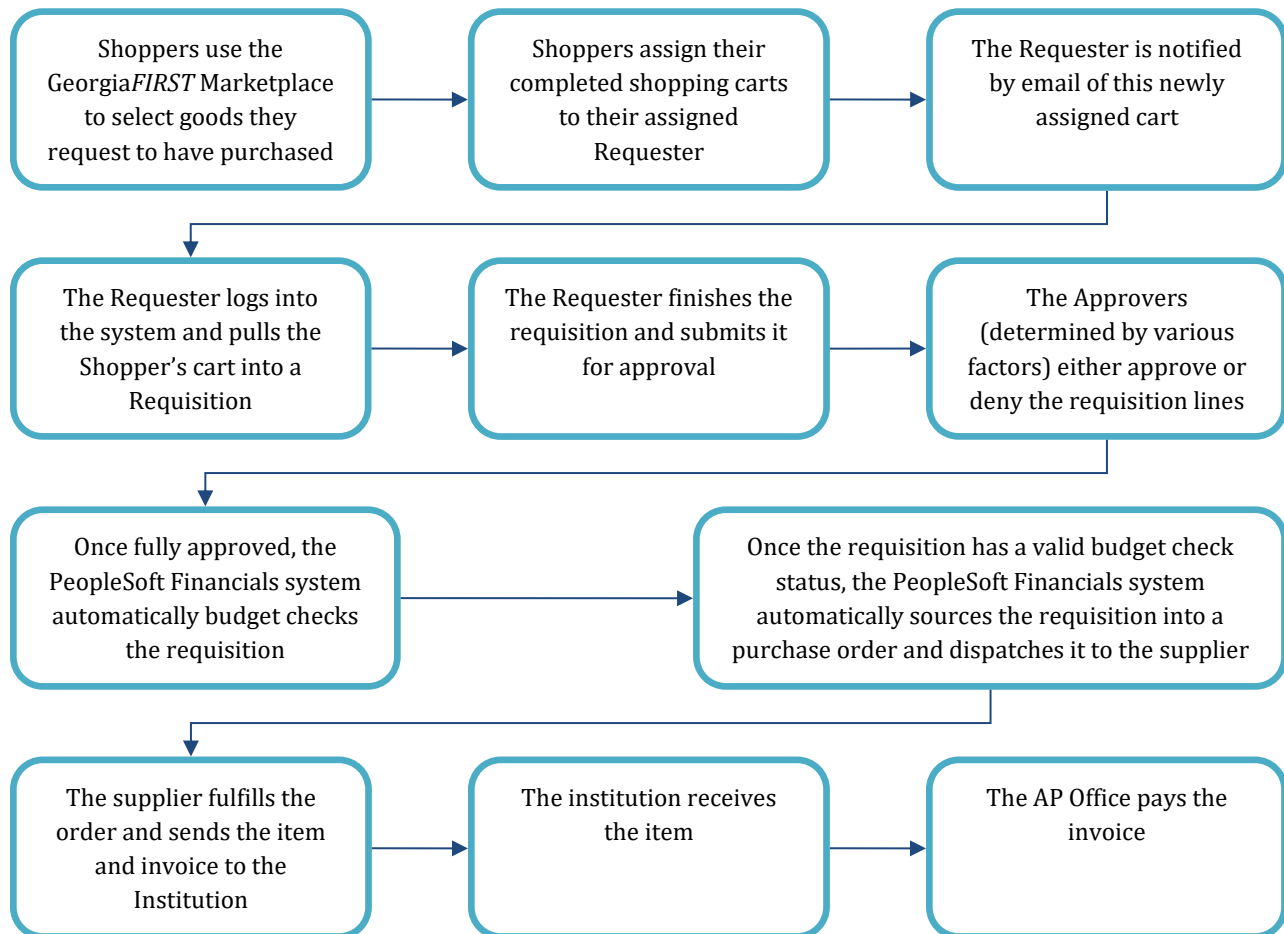 Shoppers use the
GeorgiaFIRST Marketplace
to select goods they
request to have purchased
Shoppers assign their
completed shopping carts
to their assigned
Requester
The Requester is notified
by email of this newly
assigned cart
The Requester logs into
the system and pulls the
Shopper’s cart into a
Requisition
The Requester finishes the
requisition and submits it
for approval
The Approvers
(determined by various
factors) either approve or
deny the requisition lines
Once fully approved, the
PeopleSoft Financials system
automatically budget checks
the requisition
Once the requisition has a valid budget check
status, the PeopleSoft Financials system
automatically sources the requisition into a
purchase order and dispatches it to the supplier
The supplier fulfills the
order and sends the item
and invoice to the
Institution
The institution receives
the item
The AP Office pays the
invoice